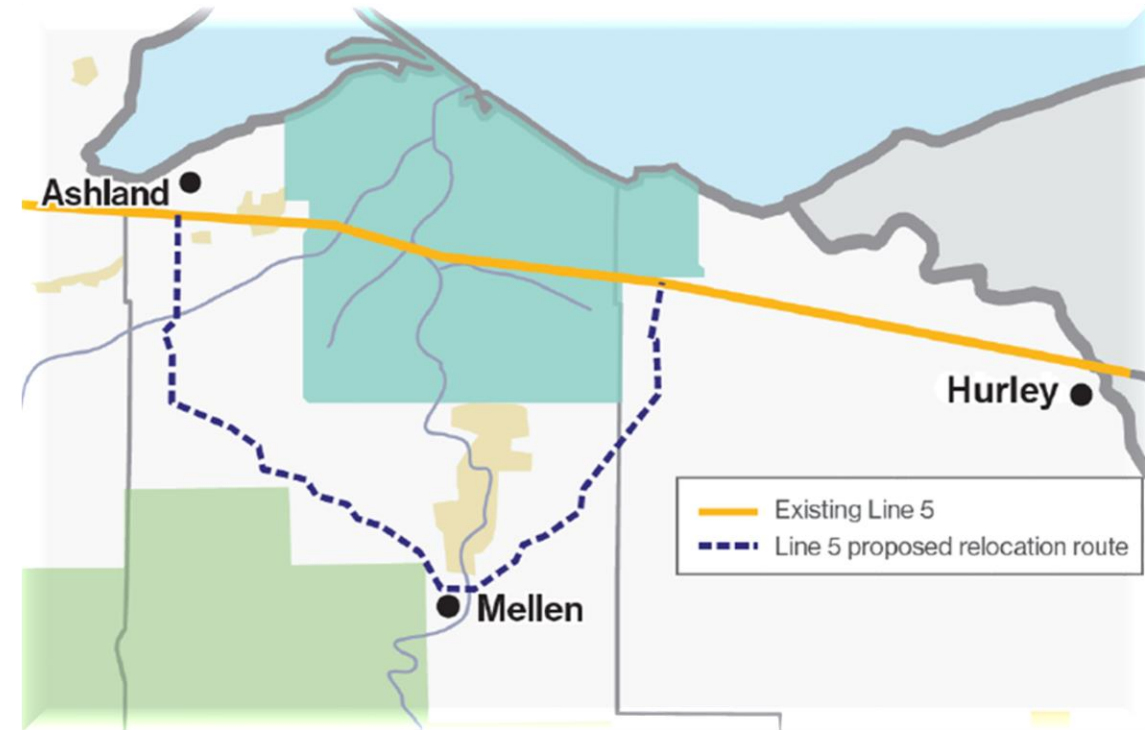 Ashland
Hurley
Existing Line 5
Line 5 proposed relocation route
Mellen